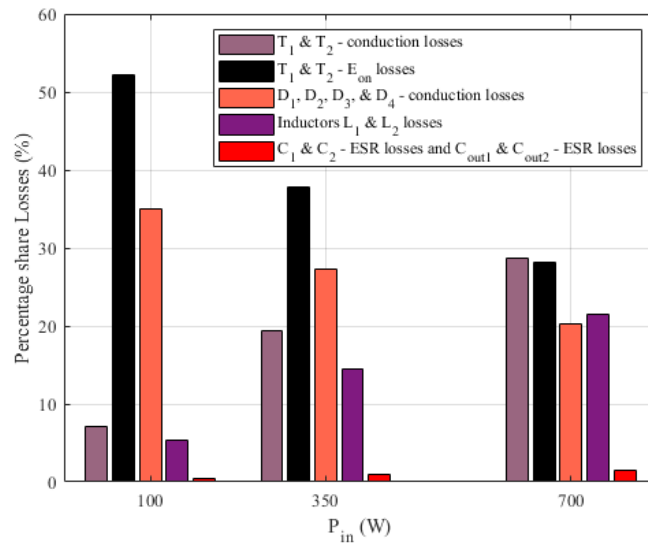 60
50
40
30
20
10
0
Percentage share Losses (%)
T1 & T2 - conduction losses
T1 & T2 - Eon losses
D1, D2, D3, & D4 - conduction losses
Inductors L1 & L2 losses
C1 & C2 - ESR losses and Cout1 & Cout2 - ESR losses
100 350 700
Pin (W)